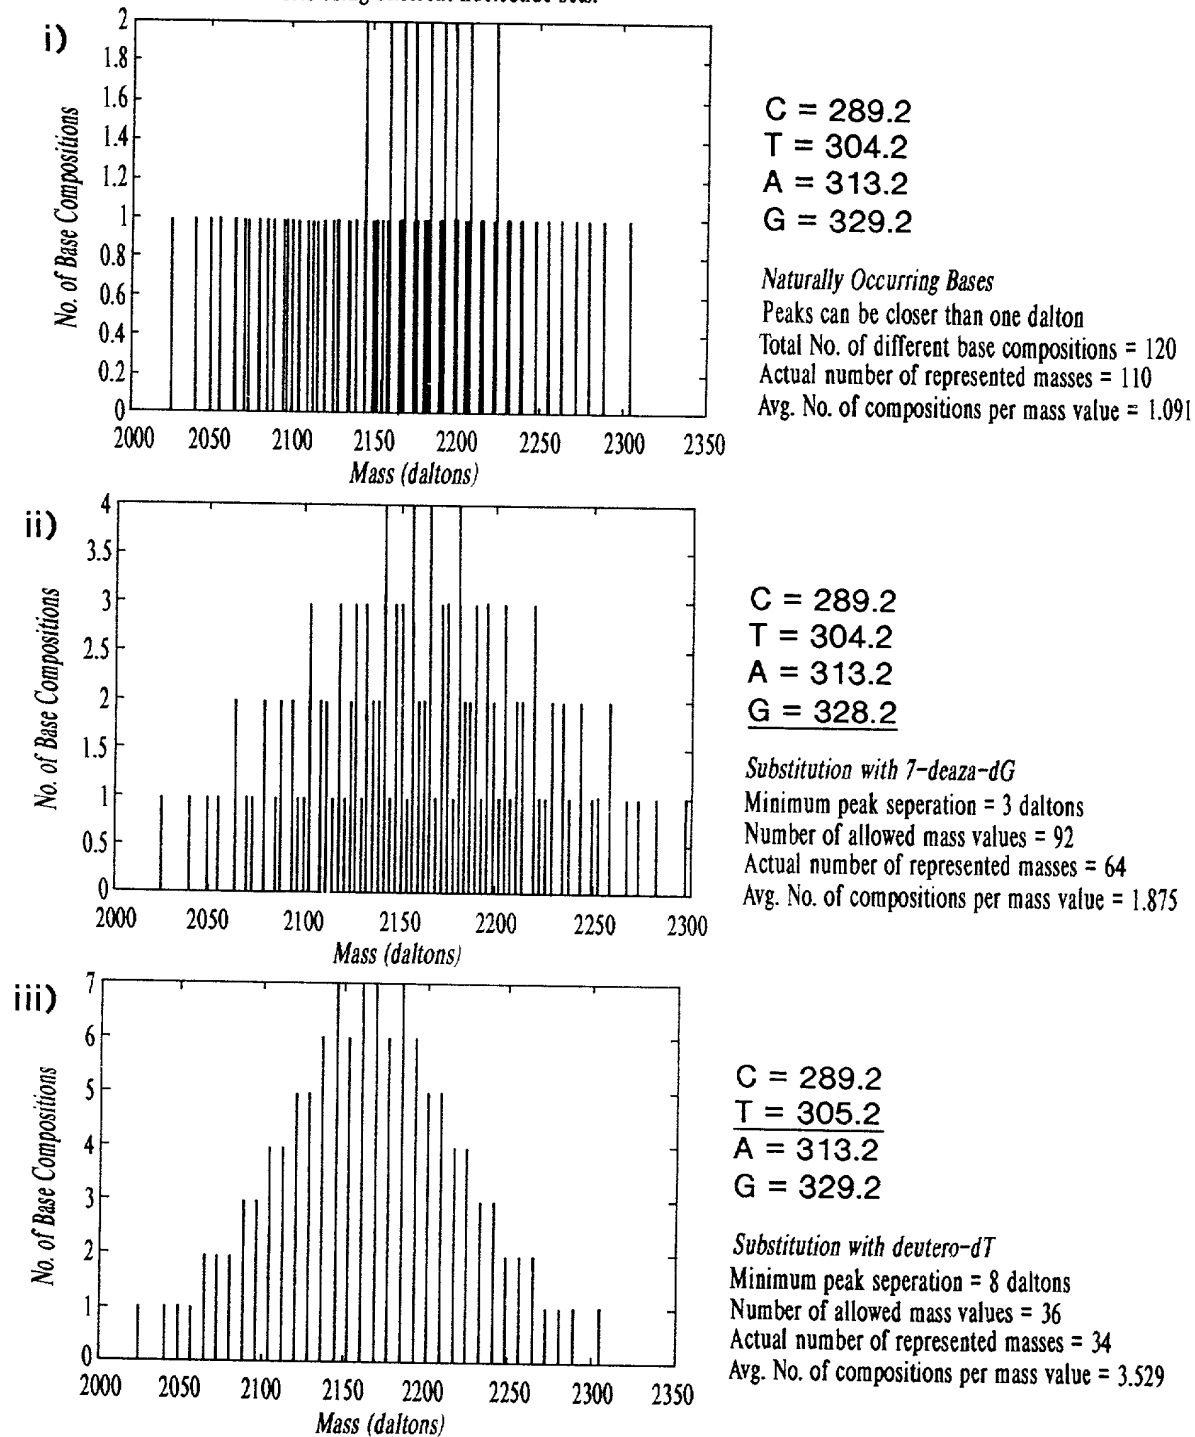 i)
No. of Base Compositions
2
1.8
1.6
1.4
1.2
1
0.8
0.6
0.4
0.2
0
2000 2050 2100 2150 2200 2250 2300 2350
Mass (daltons)
C = 289.2
T = 304.2
A = 313.2
G = 329.2
Naturally Occurring Bases
Peaks can be closer than one dalton
Total No. of different base compositions = 120
Actual number of represented masses = 110
Avg. No. of compositions per mass value = 1.091
ii)
No. of Base Compositions
4
3.5
3
2.5
2
1.5
1
0.5
0
2000 2050 2100 2150 2200 2250 2300
Mass (daltons)
C = 289.2
T = 304.2
A = 313.2
G = 328.2
Substitution with 7-deaza-dG
Minimum peak seperation = 3 daltons
Number of allowed mass values = 92
Actual number of represented masses = 64
Avg. No. of compositions per mass value = 1.875
iii)
No. of Base Compositions
7
6
5
4
3
2
1
0
2000 2050 2100 2150 2200 2250 2300 2350
Mass (daltons)
C = 289.2
T = 305.2
A = 313.2
G = 329.2
Substitution with deutero-dT
Minimum peak seperation = 8 daltons
Number of allowed mass values = 36
Actual number of represented masses = 34
Avg. No. of compositions per mass value = 3.529